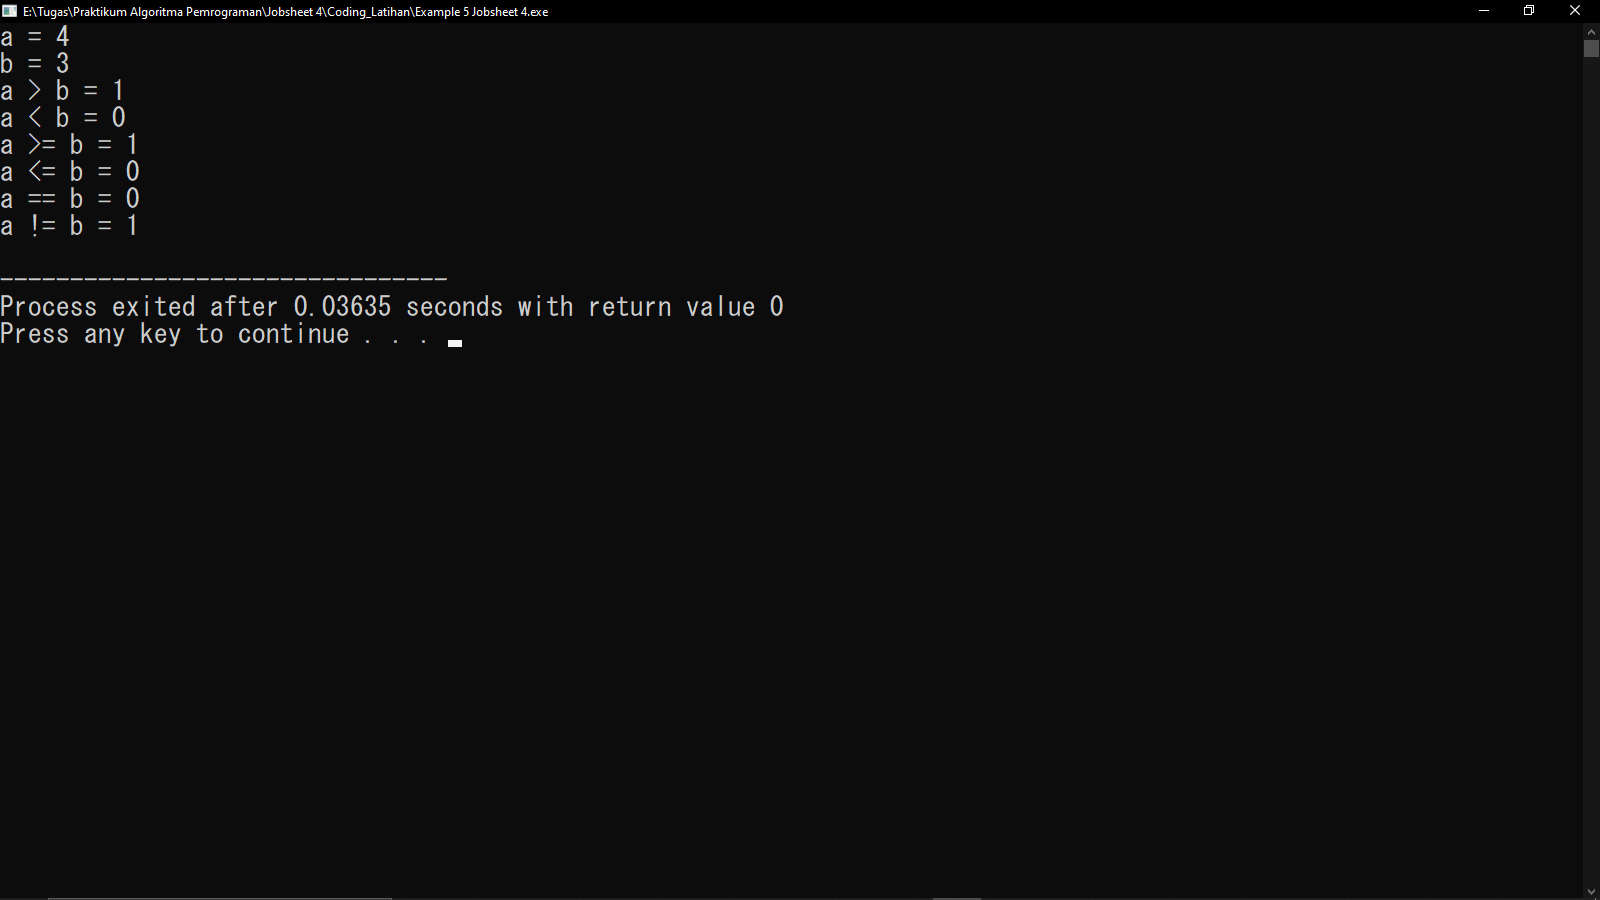 E:\Tugas\Praktikum Algoritma Pemrograman\Jobsheet 4\Coding_Latihan\Example 5 Jobsheet 4.exe
a = 4
b = 3
a > b = 1
a < b = 0
a >= b = 1
a <= b = 0
a == b = 0
a != b = 1
--------------------------------
Process exited after 0.03635 seconds with return value 0
Press any key to continue . . .